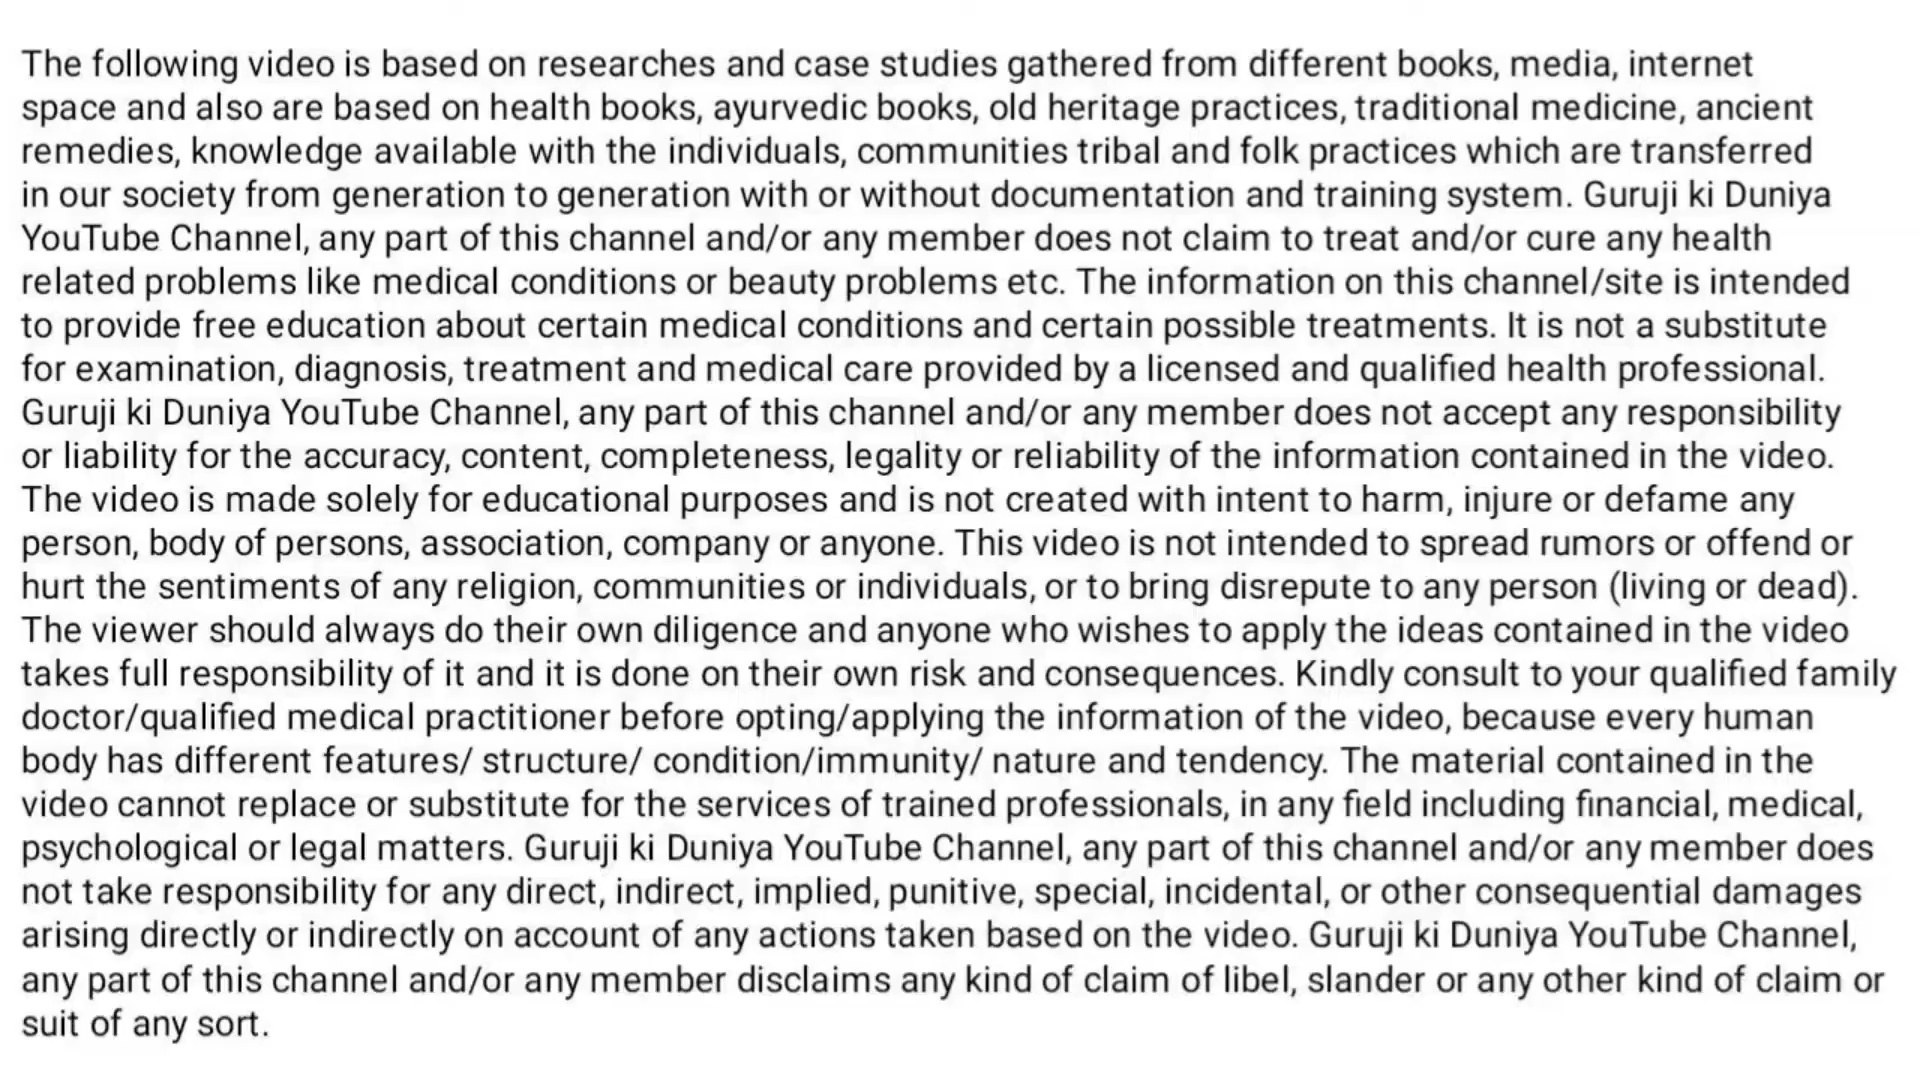 The following video is based on researches and case studies gathered from different books, media, internet
space and also are based on health books, ayurvedic books, old heritage practices, traditional medicine, ancient
remedies, knowledge available with the individuals, communities tribal and folk practices which are transferred
in our society from generation to generation with or without documentation and training system. Guruji ki Duniya
YouTube Channel, any part of this channel and/or any member does not claim to treat and/or cure any health
related problems like medical conditions or beauty problems etc. The information on this channel/site is intended
to provide free education about certain medical conditions and certain possible treatments. It is not a substitute
for examination, diagnosis, treatment and medical care provided by a licensed and qualified health professional.
Guruji ki Duniya YouTube Channel, any part of this channel and/or any member does not accept any responsibility
or liability for the accuracy, content, completeness, legality or reliability of the information contained in the video.
The video is made solely for educational purposes and is not created with intent to harm, injure or defame any
person, body of persons, association, company or anyone. This video is not intended to spread rumors or offend or
hurt the sentiments of any religion, communities or individuals, or to bring disrepute to any person (living or dead).
The viewer should always do their own diligence and anyone who wishes to apply the ideas contained in the video
takes full responsibility of it and it is done on their own risk and consequences. Kindly consult to your qualified family
doctor/qualified medical practitioner before opting/applying the information of the video, because every human
body has different features/ structure/ condition/immunity/ nature and tendency. The material contained in the
video cannot replace or substitute for the services of trained professionals, in any field including financial, medical,
psychological or legal matters. Guruji ki Duniya YouTube Channel, any part of this channel and/or any member does
not take responsibility for any direct, indirect, implied, punitive, special, incidental, or other consequential damages
arising directly or indirectly on account of any actions taken based on the video. Guruji ki Duniya YouTube Channel,
any part of this channel and/or any member disclaims any kind of claim of libel, slander or any other kind of claim or
suit of any sort.